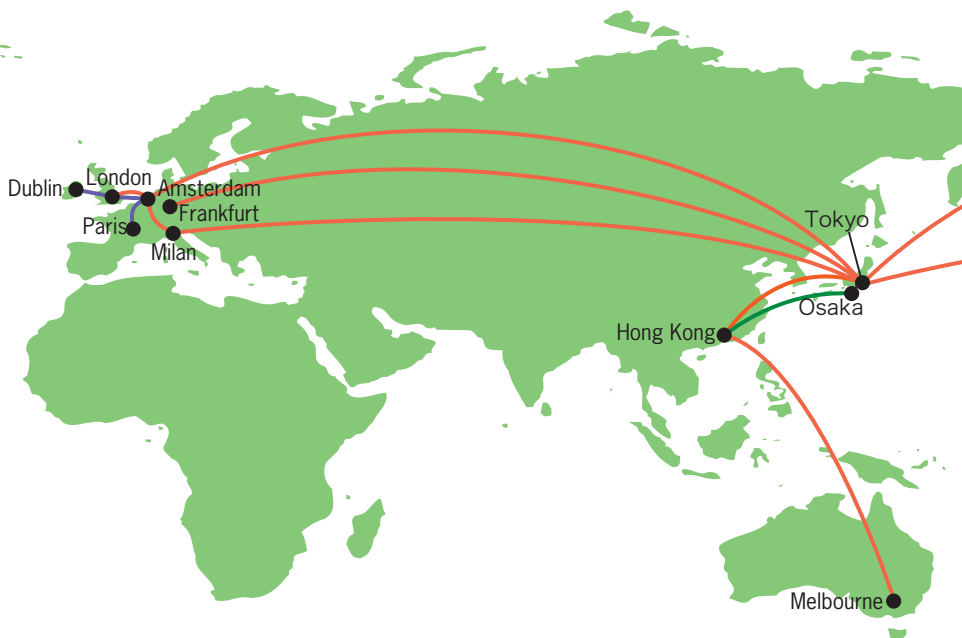 London
Dublin
Amsterdam
Frankfurt
Paris
Milan
Tokyo
Osaka
Hong Kong
Melbourne